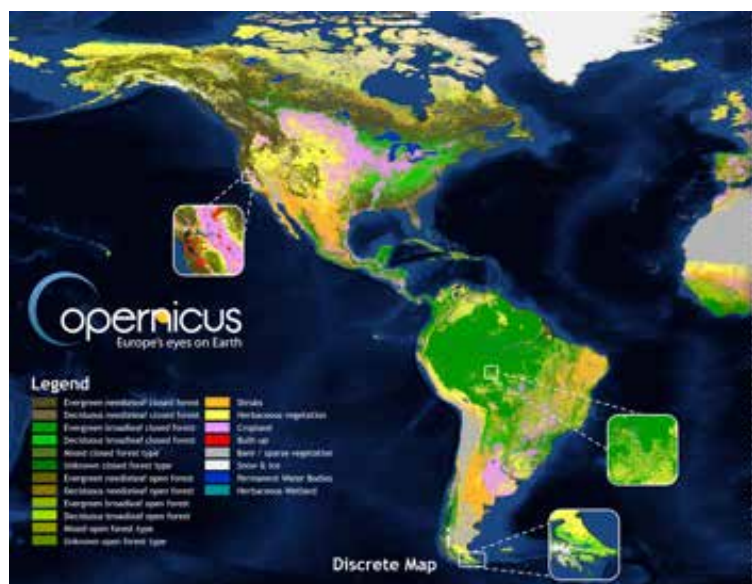 opernicus
Europe's eyes on Earth
Legend
Evergreen needleleaf closed forest
Deciduous needleleaf closed forest
Evergreen broadleaf closed forest
Deciduous broadleaf closed forest
Mixed closed forest type
Unknown closed forest type
Evergreen needleleaf open forest
Deciduous needleleaf open forest
Evergreen broadleaf open forest
Deciduous broadleaf open forest
Mixed open forest type
Unknown open forest type
Shrubs
Herbaceous vegetation
Cropland
Built-up
Bare / sparse vegetation
Snow & Ice
Permanent Water Bodies
Herbaceous Wetland
Discrete Map